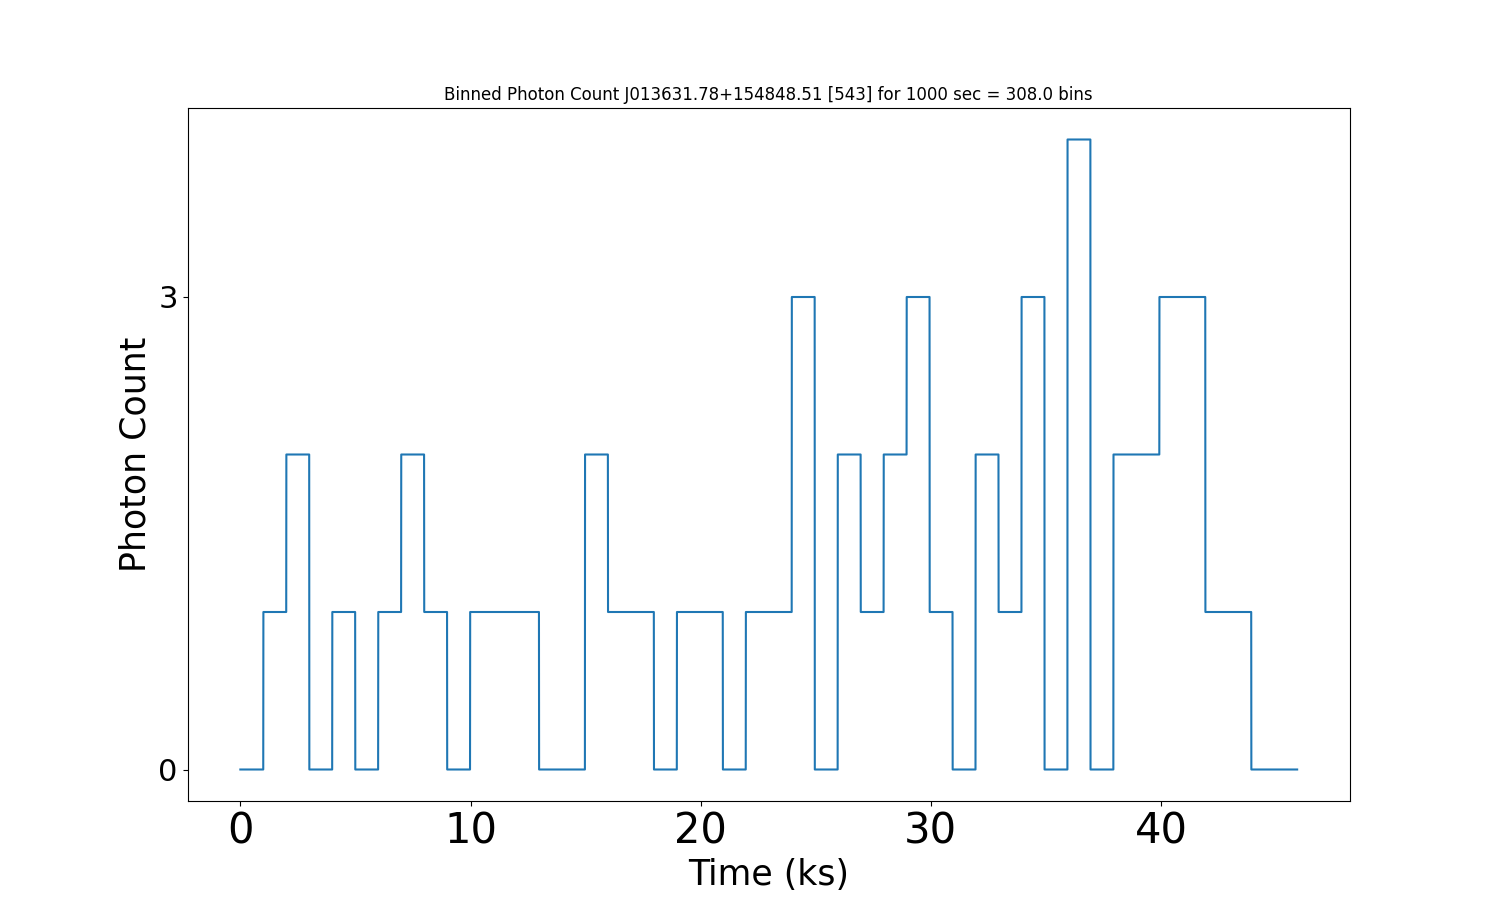 Binned Photon Count J013631.78+154848.51 [543] for 1000 sec = 308.0 bins
Photon Count
3
0
0 10 20 30 40
Time (ks)